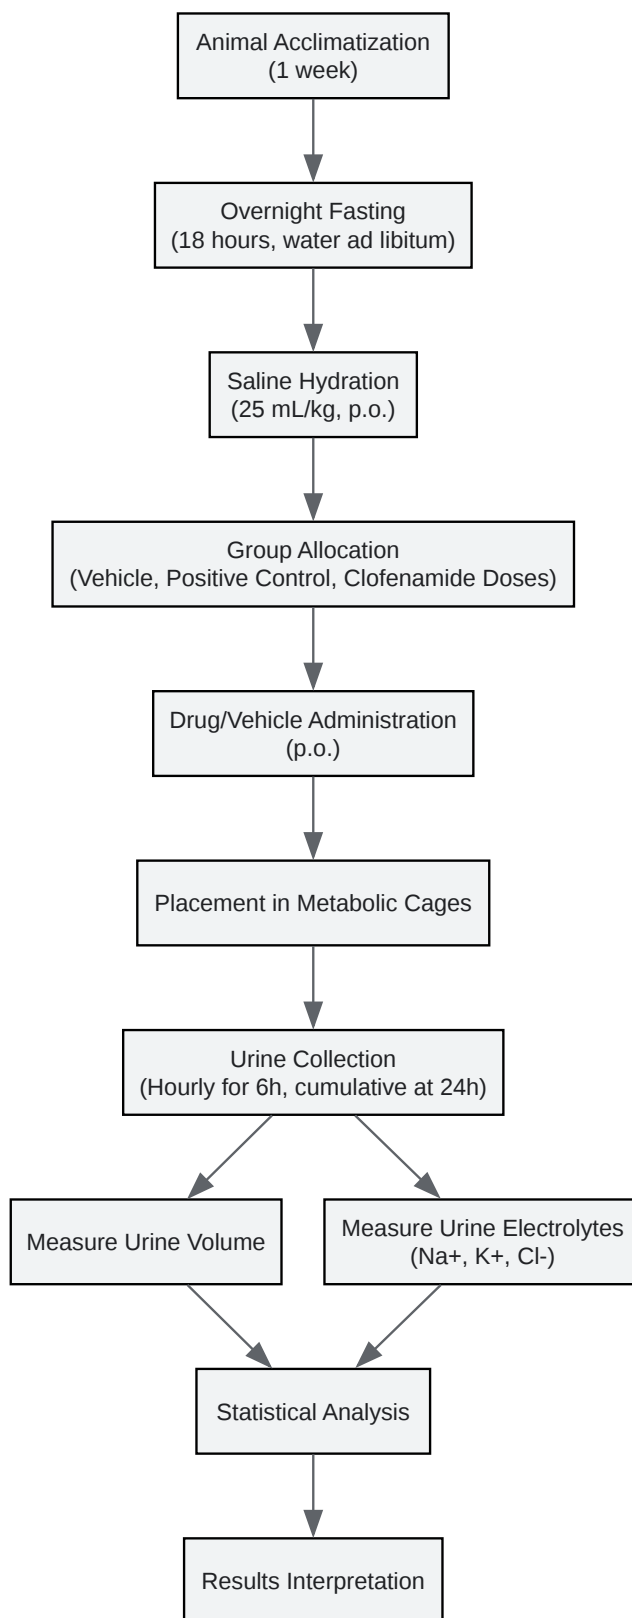 Animal Acclimatization
(1 week)
Overnight Fasting
(18 hours, water ad libitum)
Saline Hydration
(25 mL/kg, p.o.)
Group Allocation
(Vehicle, Positive Control, Clofenamide Doses)
Drug/Vehicle Administration
(p.o.)
Placement in Metabolic Cages
Urine Collection
(Hourly for 6h, cumulative at 24h)
Measure Urine Volume
Measure Urine Electrolytes
(Na+, K+, Cl-)
Statistical Analysis
Results Interpretation